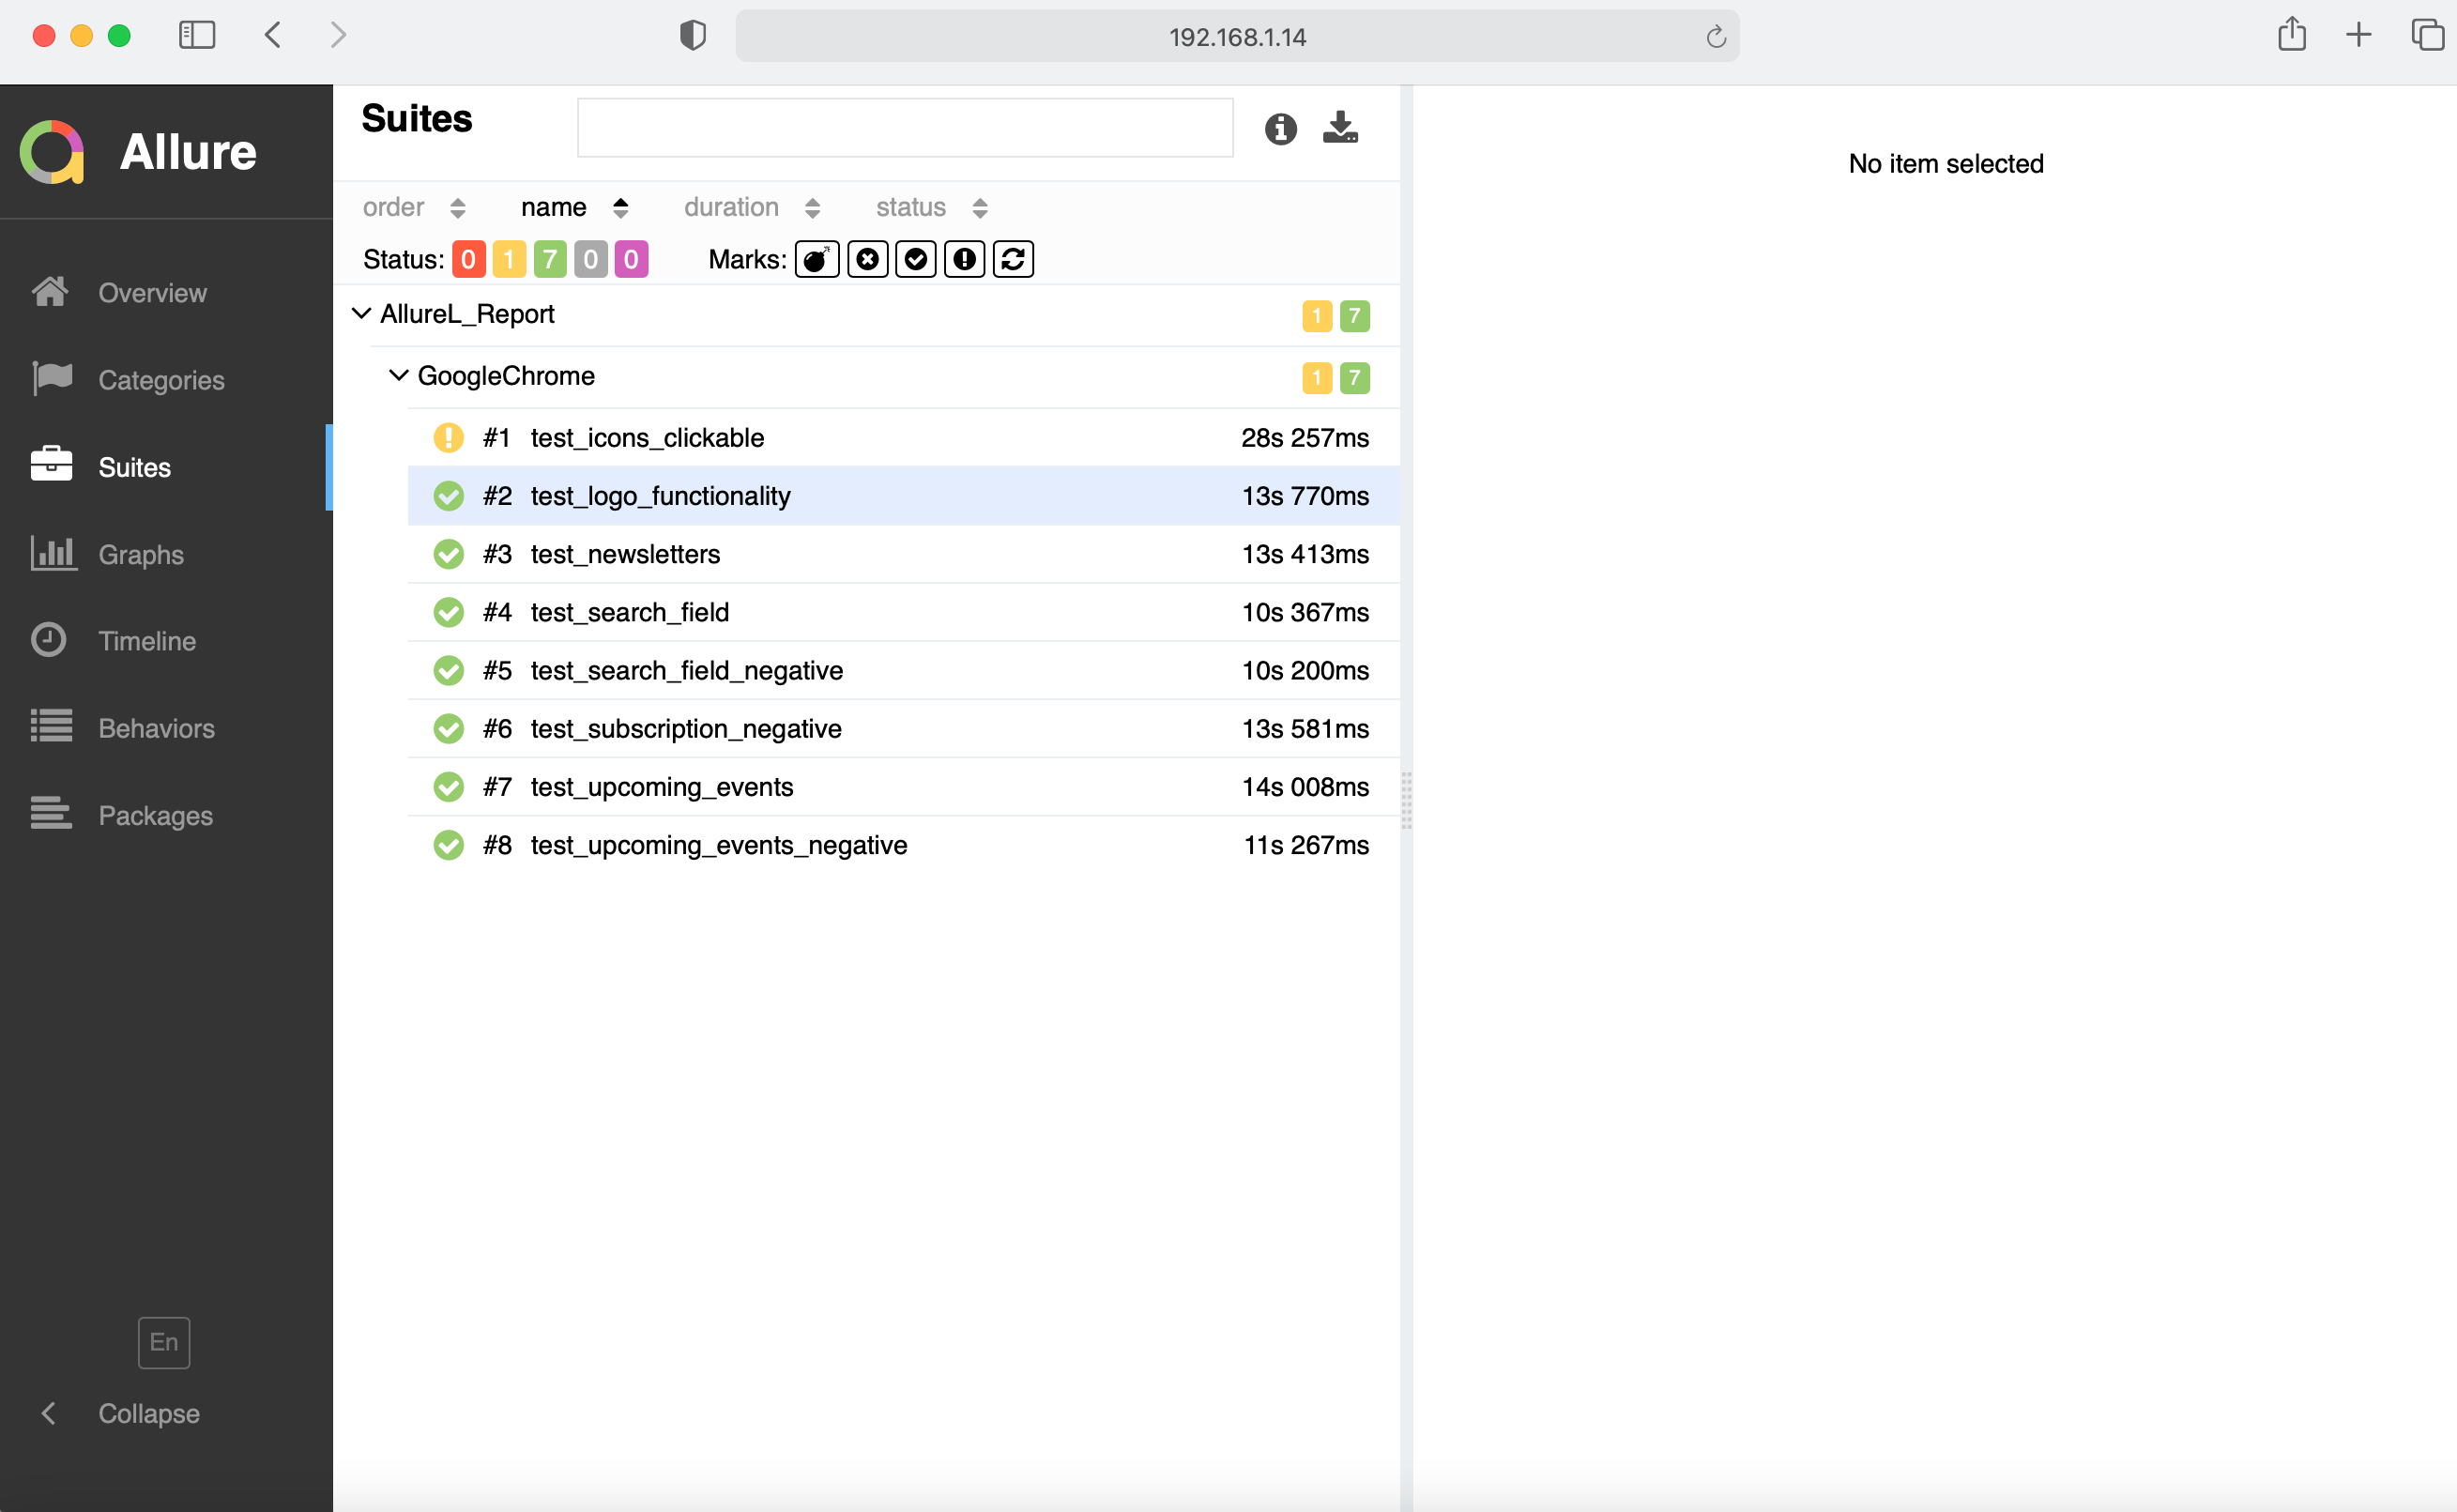 192.168.1.14
Allure
Overview
Categories
Suites
Graphs
Timeline
Behaviors
Packages
En
Collapse
Suites
order name duration status
Status: 0 1 7 0 0 Marks:
AllureL_Report 1 7
GoogleChrome 1 7
#1 test_icons_clickable 28s 257ms
#2 test_logo_functionality 13s 770ms
#3 test_newsletters 13s 413ms
#4 test_search_field 10s 367ms
#5 test_search_field_negative 10s 200ms
#6 test_subscription_negative 13s 581ms
#7 test_upcoming_events 14s 008ms
#8 test_upcoming_events_negative 11s 267ms
No item selected